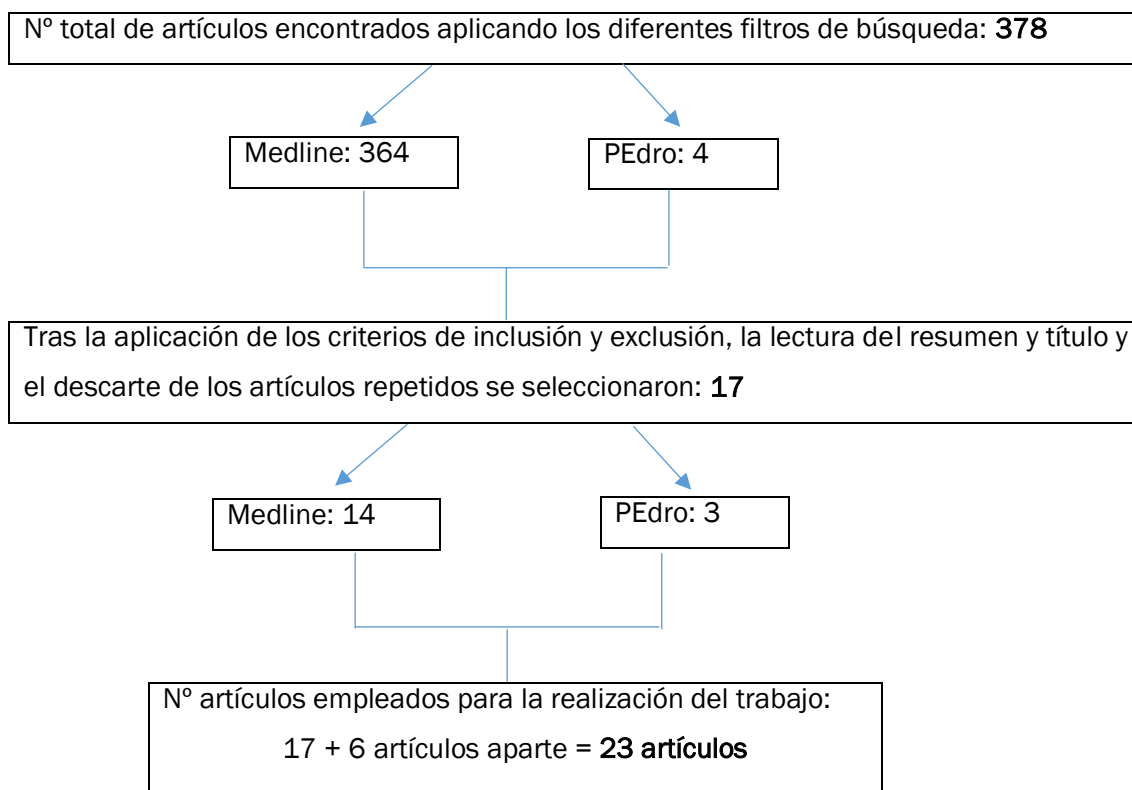 Nº total de artículos encontrados aplicando los diferentes filtros de búsqueda: 378
Medline: 364
PEdro: 4
Tras la aplicación de los criterios de inclusión y exclusión, la lectura del resumen y título y
el descarte de los artículos repetidos se seleccionaron: 17
Medline: 14
PEdro: 3
Nº artículos empleados para la realización del trabajo:
17 + 6 artículos aparte = 23 artículos